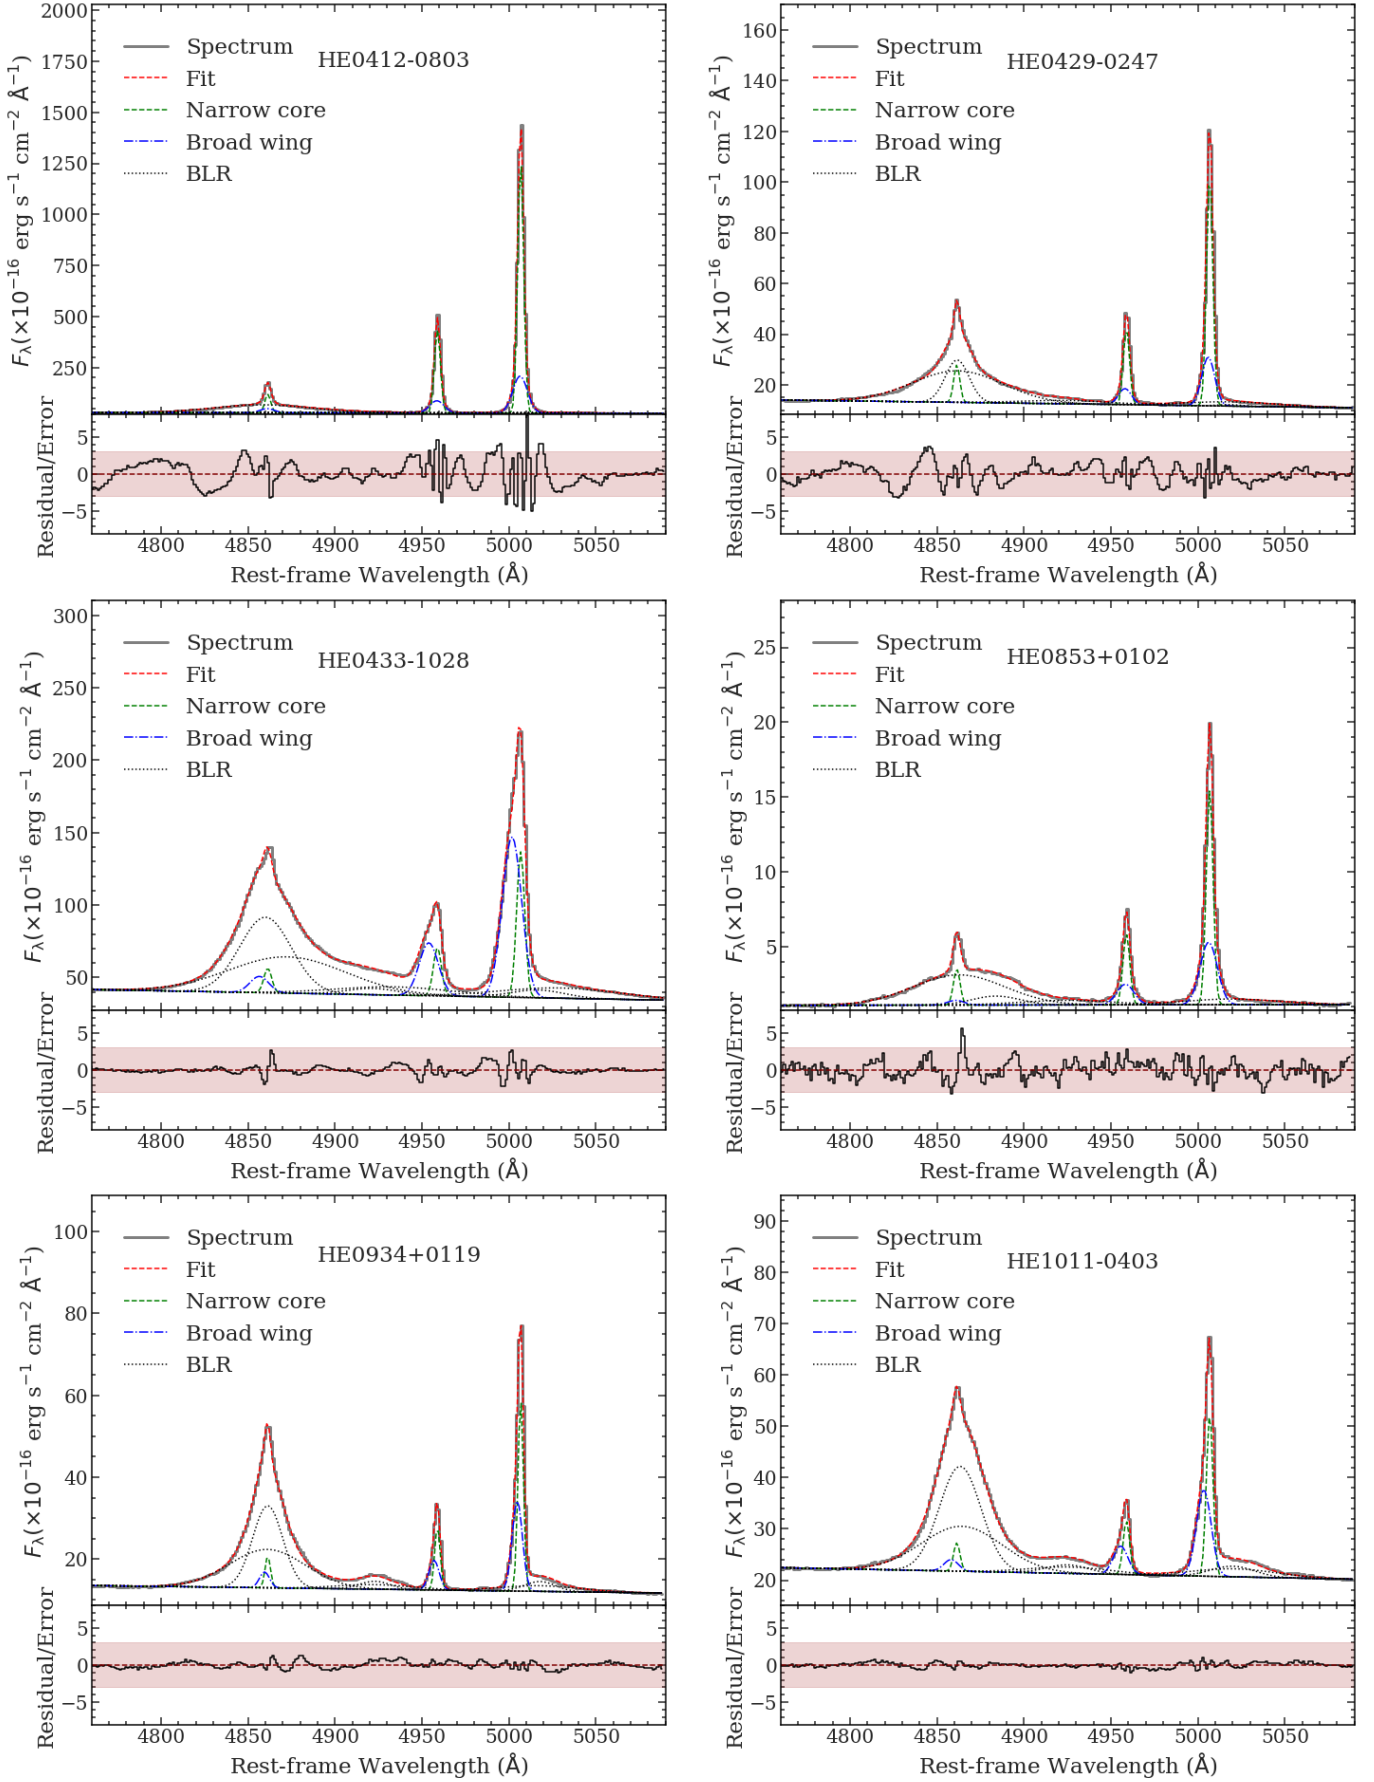 HE0412-0803
Spectrum
Fit
Narrow core
Broad wing
BLR
2000
1750
1500
1250
1000
750
500
250
F_λ(×10⁻¹⁶ erg s⁻¹ cm⁻² Å⁻¹)
5
0
−5
Residual/Error
4800 4850 4900 4950 5000 5050
Rest-frame Wavelength (Å)
HE0429-0247
Spectrum
Fit
Narrow core
Broad wing
BLR
160
140
120
100
80
60
40
20
F_λ(×10⁻¹⁶ erg s⁻¹ cm⁻² Å⁻¹)
5
0
−5
Residual/Error
4800 4850 4900 4950 5000 5050
Rest-frame Wavelength (Å)
HE0433-1028
Spectrum
Fit
Narrow core
Broad wing
BLR
300
250
200
150
100
50
F_λ(×10⁻¹⁶ erg s⁻¹ cm⁻² Å⁻¹)
5
0
−5
Residual/Error
4800 4850 4900 4950 5000 5050
Rest-frame Wavelength (Å)
HE0853+0102
Spectrum
Fit
Narrow core
Broad wing
BLR
25
20
15
10
5
F_λ(×10⁻¹⁶ erg s⁻¹ cm⁻² Å⁻¹)
5
0
−5
Residual/Error
4800 4850 4900 4950 5000 5050
Rest-frame Wavelength (Å)
HE0934+0119
Spectrum
Fit
Narrow core
Broad wing
BLR
100
80
60
40
20
F_λ(×10⁻¹⁶ erg s⁻¹ cm⁻² Å⁻¹)
5
0
−5
Residual/Error
4800 4850 4900 4950 5000 5050
Rest-frame Wavelength (Å)
HE1011-0403
Spectrum
Fit
Narrow core
Broad wing
BLR
90
80
70
60
50
40
30
20
F_λ(×10⁻¹⁶ erg s⁻¹ cm⁻² Å⁻¹)
5
0
−5
Residual/Error
4800 4850 4900 4950 5000 5050
Rest-frame Wavelength (Å)